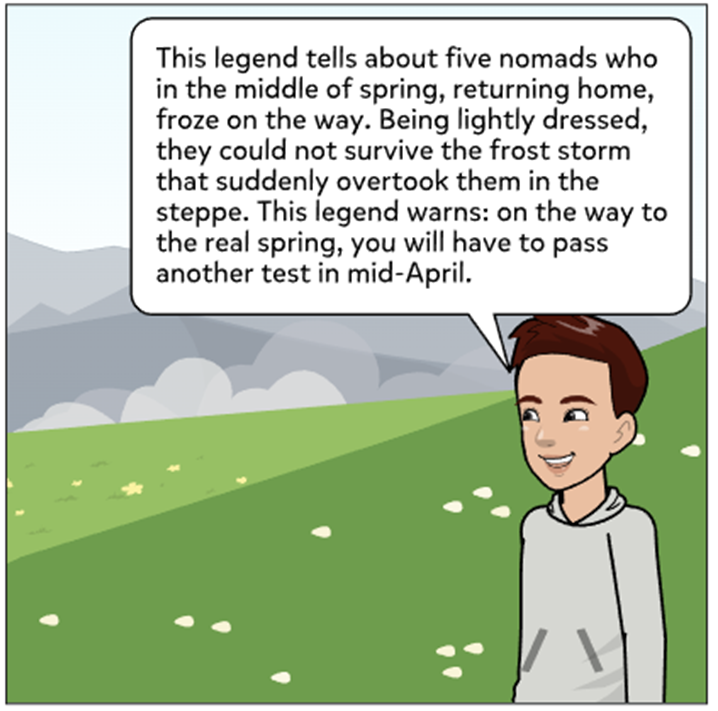 This legend tells about five nomads who
in the middle of spring, returning home,
froze on the way. Being lightly dressed,
they could not survive the frost storm
that suddenly overtook them in the
steppe. This legend warns: on the way to
the real spring, you will have to pass
another test in mid-April.